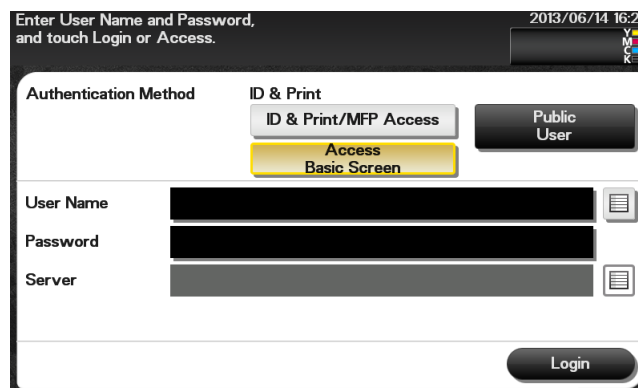 Enter User Name and Password,
and touch Login or Access.
2013/06/14 16:2
Y
M
C
K
Authentication Method
ID & Print
ID & Print/MFP Access
Access
Basic Screen
Public
User
User Name
Password
Server
Login